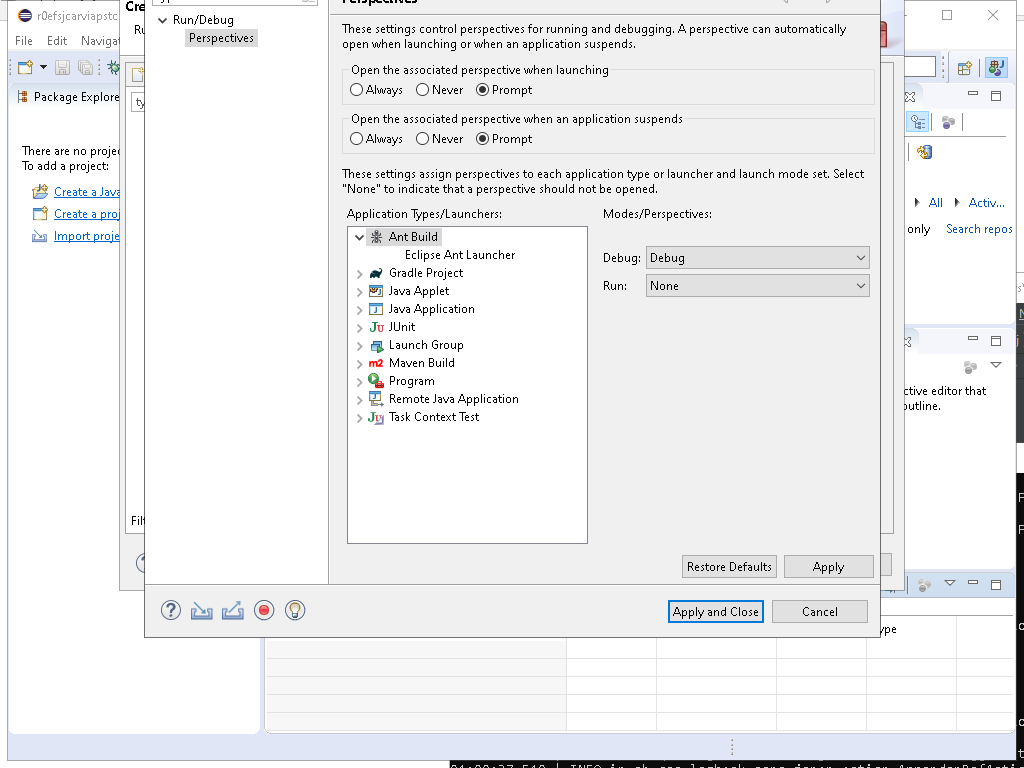 r0efsjcarviapstc
File Edit Navigat
Package Explore
There are no projec
To add a project:
Create a Java
Create a proj
Import proje
Cre
Ru
ty
Filt
Run/Debug
Perspectives
Perspectives
These settings control perspectives for running and debugging. A perspective can automatically
open when launching or when an application suspends.
Open the associated perspective when launching
Always Never Prompt
Open the associated perspective when an application suspends
Always Never Prompt
These settings assign perspectives to each application type or launcher and launch mode set. Select
"None" to indicate that a perspective should not be opened.
Application Types/Launchers:
Ant Build
Eclipse Ant Launcher
Gradle Project
Java Applet
Java Application
JUnit
Launch Group
Maven Build
Program
Remote Java Application
Task Context Test
Modes/Perspectives:
Debug: Debug
Run: None
Restore Defaults Apply
Apply and Close Cancel
All Activ...
only Search repos
ctive editor that
outline.
ype